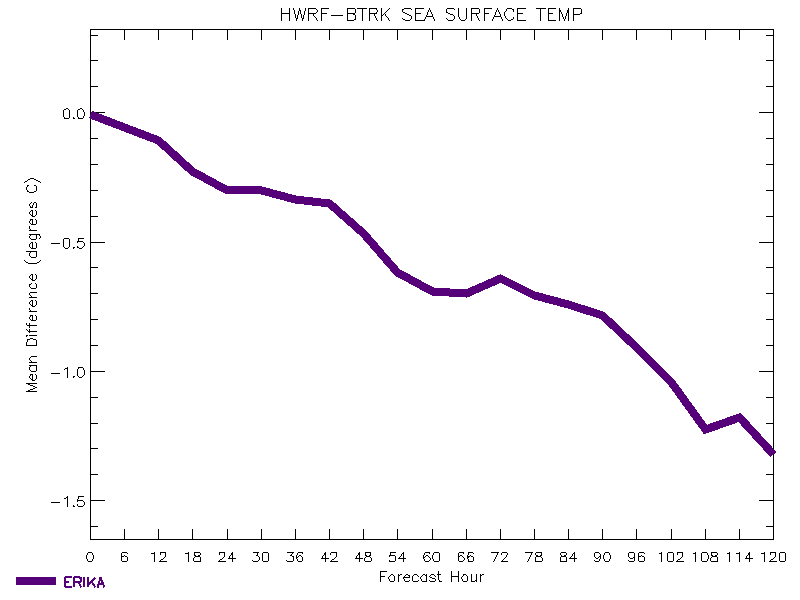 HWRF-BTRK SEA SURFACE TEMP
Mean Difference (degrees C)
0.0
-0.5
-1.0
-1.5
0 6 12 18 24 30 36 42 48 54 60 66 72 78 84 90 96 102 108 114 120
Forecast Hour
ERIKA